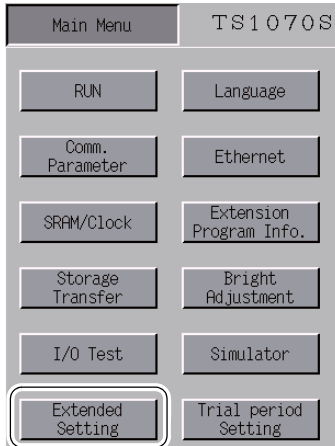 Main Menu TS1070S
RUN Language
Comm. Ethernet
Parameter
SRAM/Clock Extension
Program Info.
Storage Bright
Transfer Adjustment
I/O Test Simulator
Extended Trial period
Setting Setting